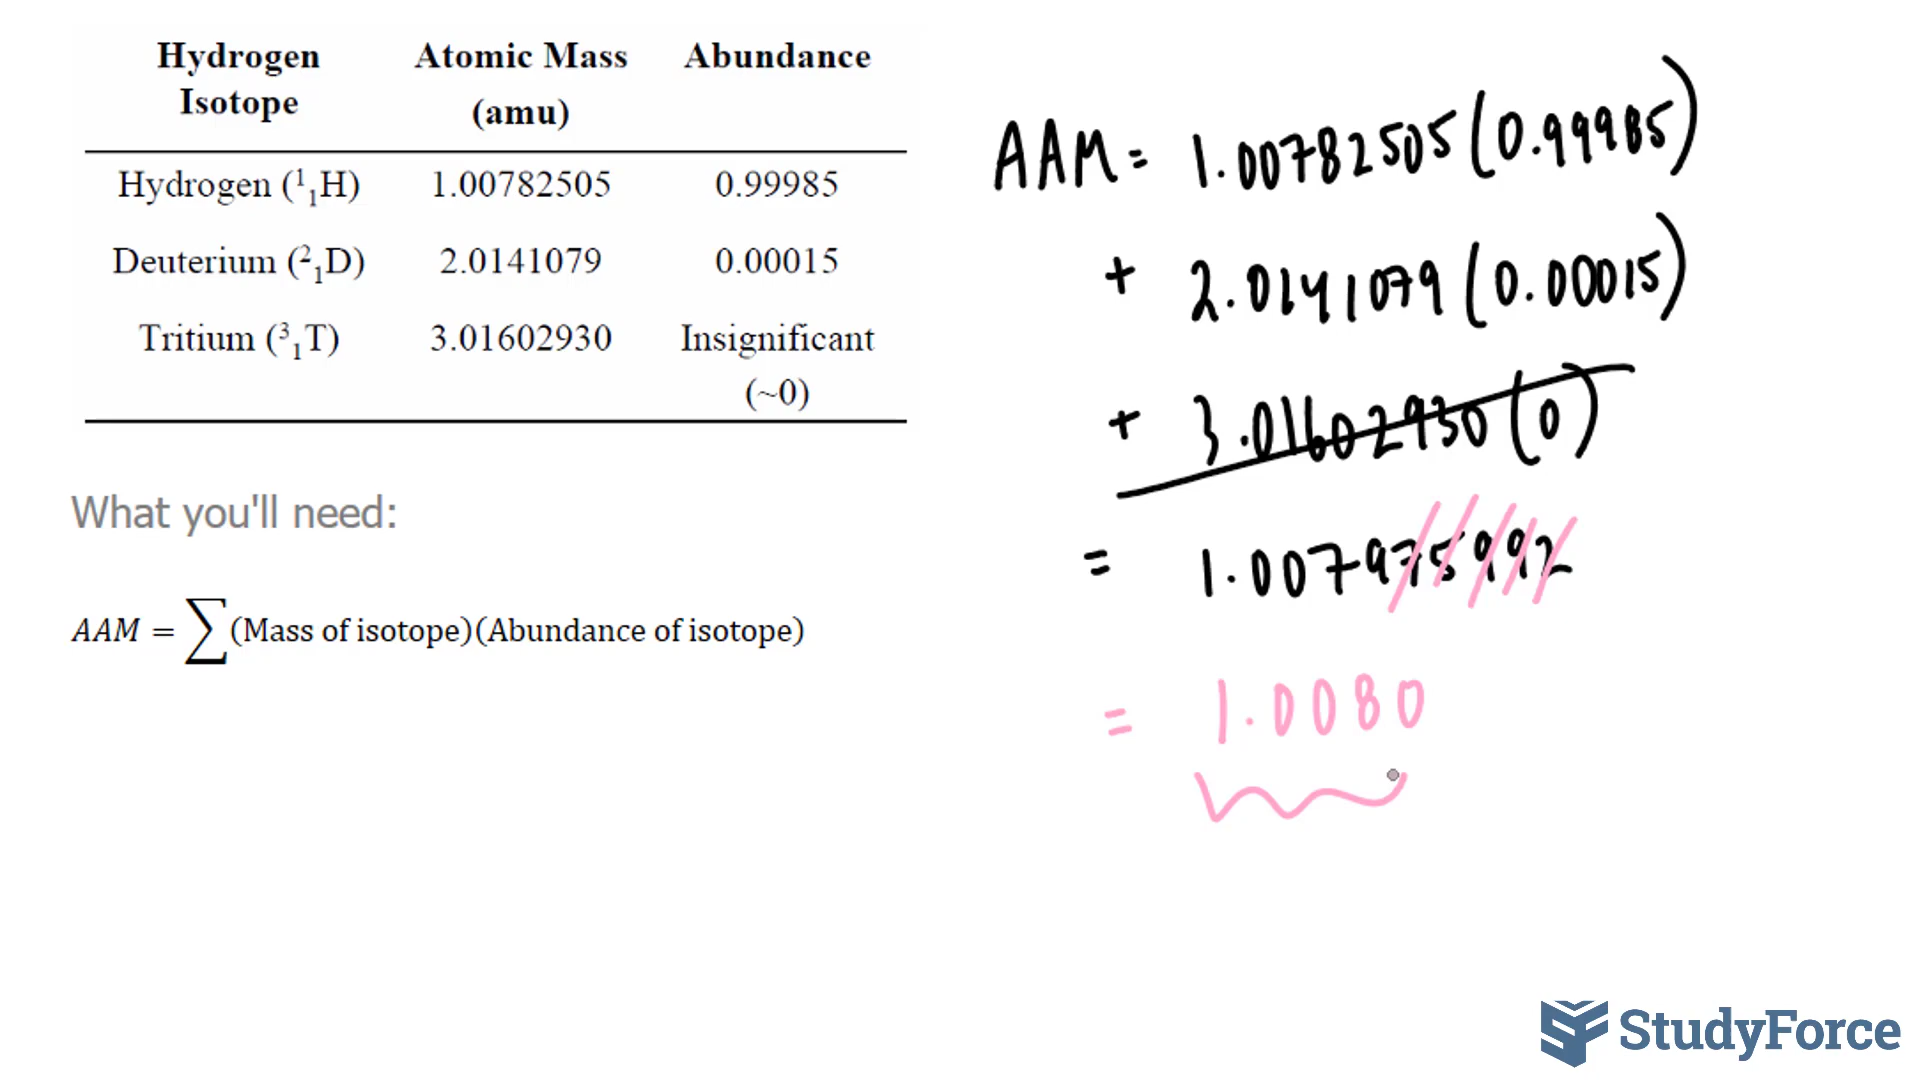 Hydrogen Isotope Atomic Mass (amu) Abundance
Hydrogen (¹₁H) 1.00782505 0.99985
Deuterium (²₁D) 2.0141079 0.00015
Tritium (³₁T) 3.01602930 Insignificant (~0)
What you'll need:
AAM = ∑(Mass of isotope)(Abundance of isotope)
AAM = 1.00782505(0.99985)
+ 2.0141079(0.00015)
+ 3.01602930(0)
= 1.007975992
= 1.0080
StudyForce